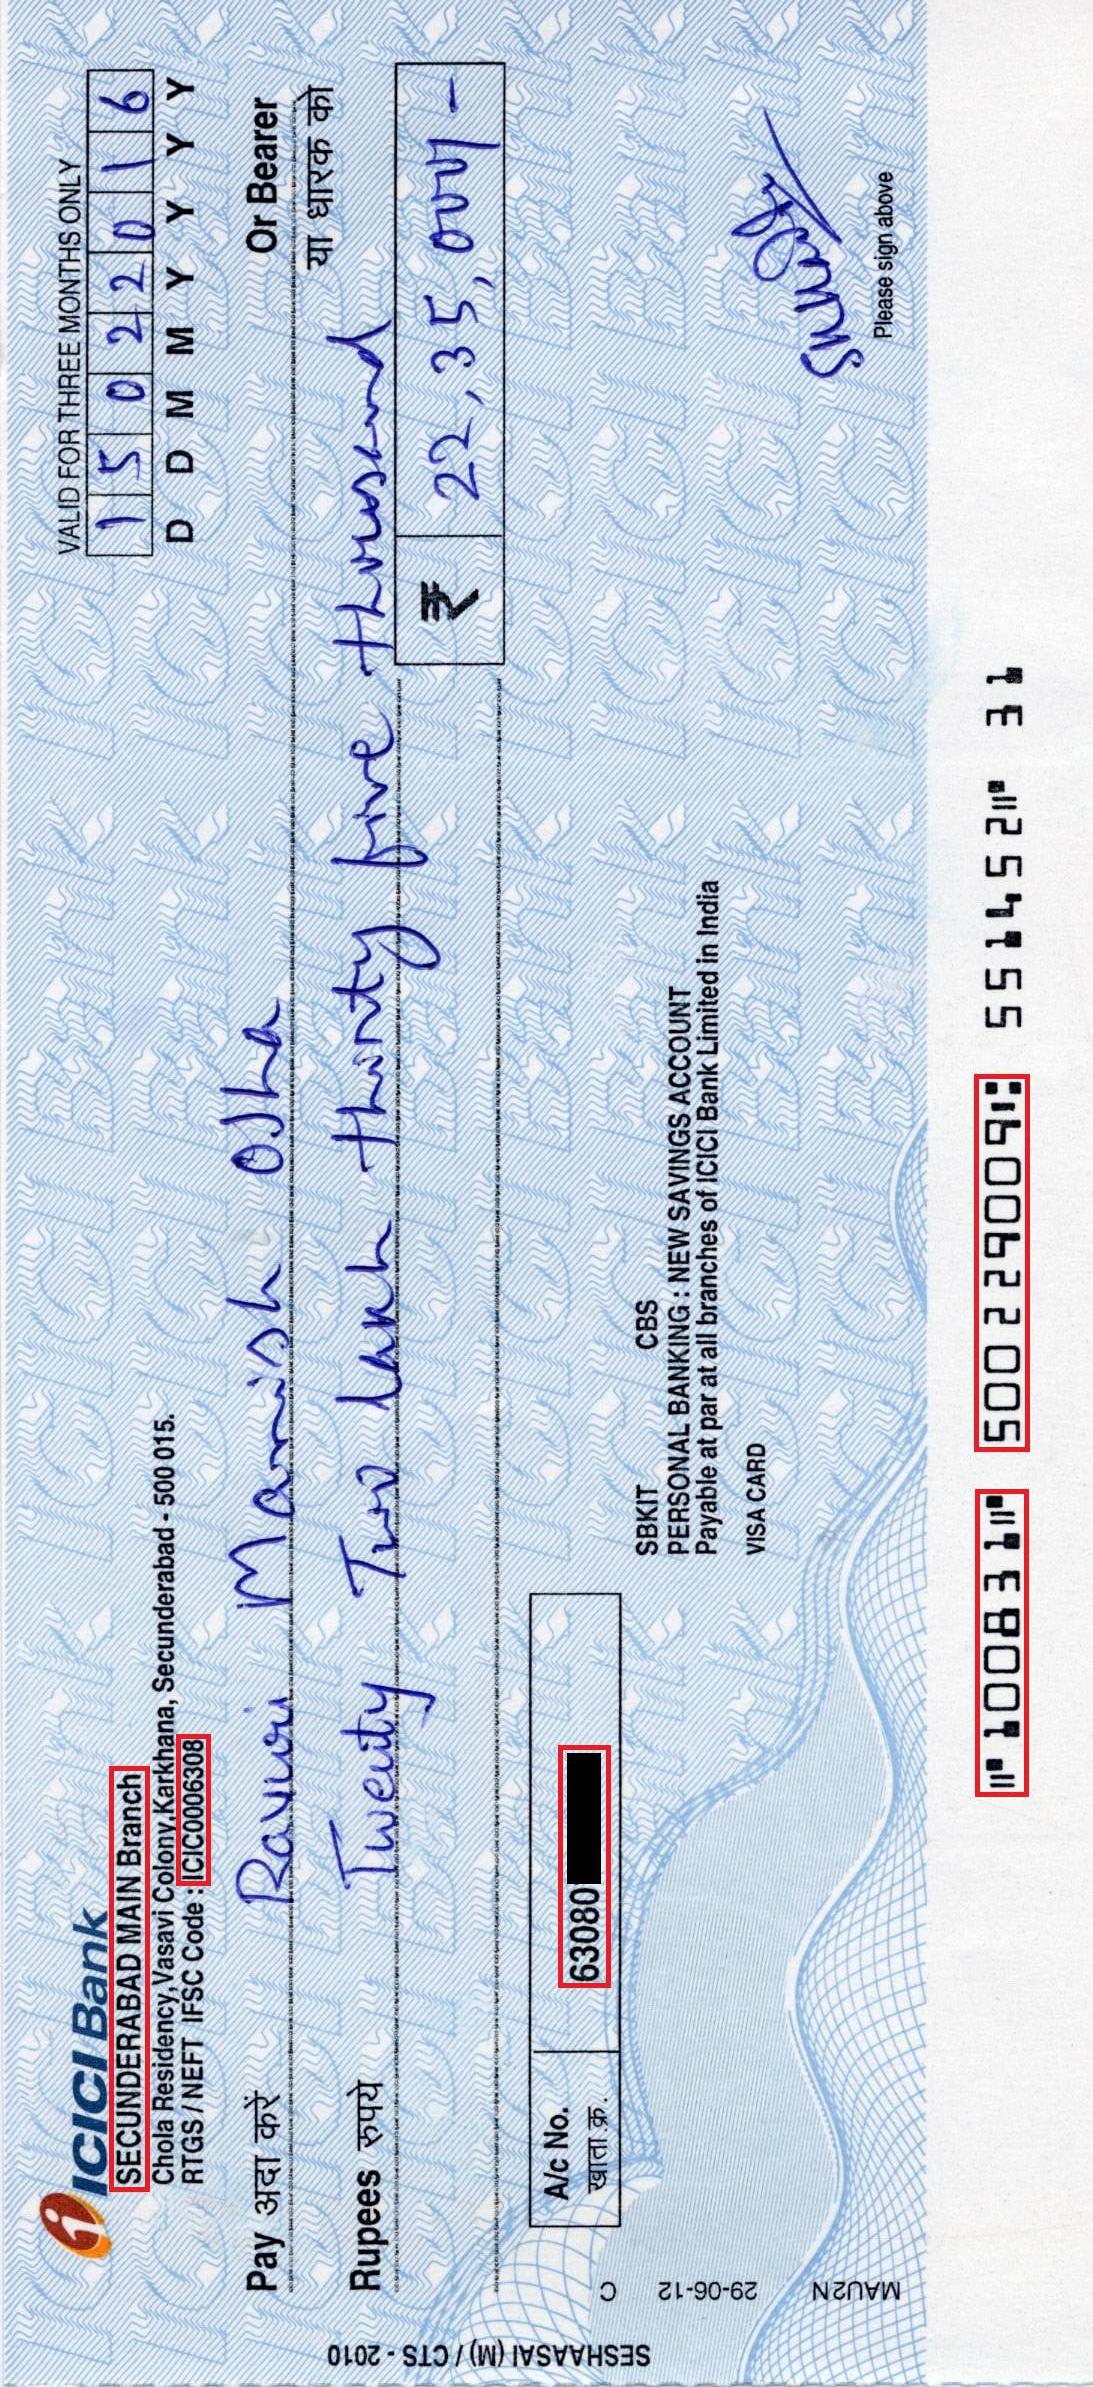 ICICI Bank
SECUNDERABAD MAIN Branch
Chola Residency,Vasavi Colony,Karkhana, Secunderabad - 500 015.
RTGS / NEFT IFSC Code : ICIC0006308
VALID FOR THREE MONTHS ONLY
1 5 0 2 2 0 1 6
D D M M Y Y Y Y
Pay अदा करें Raviri Mannish OJha Or Bearer
या धारक को
Rupees रुपये Twenty Two Lakh thirty five thousand
₹ 22,35,000/-
A/c No. 63080
खाता क्र.
SBKIT CBS
PERSONAL BANKING : NEW SAVINGS ACCOUNT
Payable at par at all branches of ICICI Bank Limited in India
VISA CARD
Please sign above
SESHAASAI (M) / CTS - 2010
MAU2N 29-06-12 C
⑈100831⑈ 500229009⑆ 551452⑈ 31